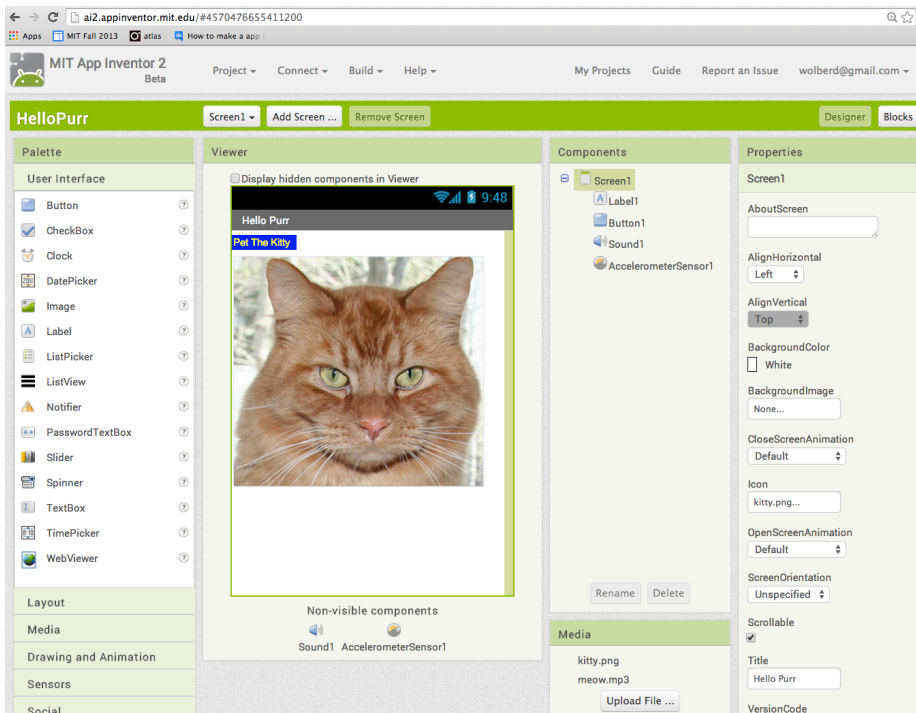 ai2.appinventor.mit.edu/#4570476655411200
Apps MIT Fall 2013 atlas How to make a app
MIT App Inventor 2
Beta
Project Connect Build Help My Projects Guide Report an Issue wolberd@gmail.com
HelloPurr Screen1 Add Screen ... Remove Screen Designer Blocks
Palette
User Interface
Button
CheckBox
Clock
DatePicker
Image
Label
ListPicker
ListView
Notifier
PasswordTextBox
Slider
Spinner
TextBox
TimePicker
WebViewer
Layout
Media
Drawing and Animation
Sensors
Social
Viewer
Display hidden components in Viewer
9:48
Hello Purr
Pet The Kitty
Non-visible components
Sound1 AccelerometerSensor1
Components
Screen1
Label1
Button1
Sound1
AccelerometerSensor1
Rename Delete
Media
kitty.png
meow.mp3
Upload File ...
Properties
Screen1
AboutScreen
AlignHorizontal
Left
AlignVertical
Top
BackgroundColor
White
BackgroundImage
None...
CloseScreenAnimation
Default
Icon
kitty.png...
OpenScreenAnimation
Default
ScreenOrientation
Unspecified
Scrollable
Title
Hello Purr
VersionCode